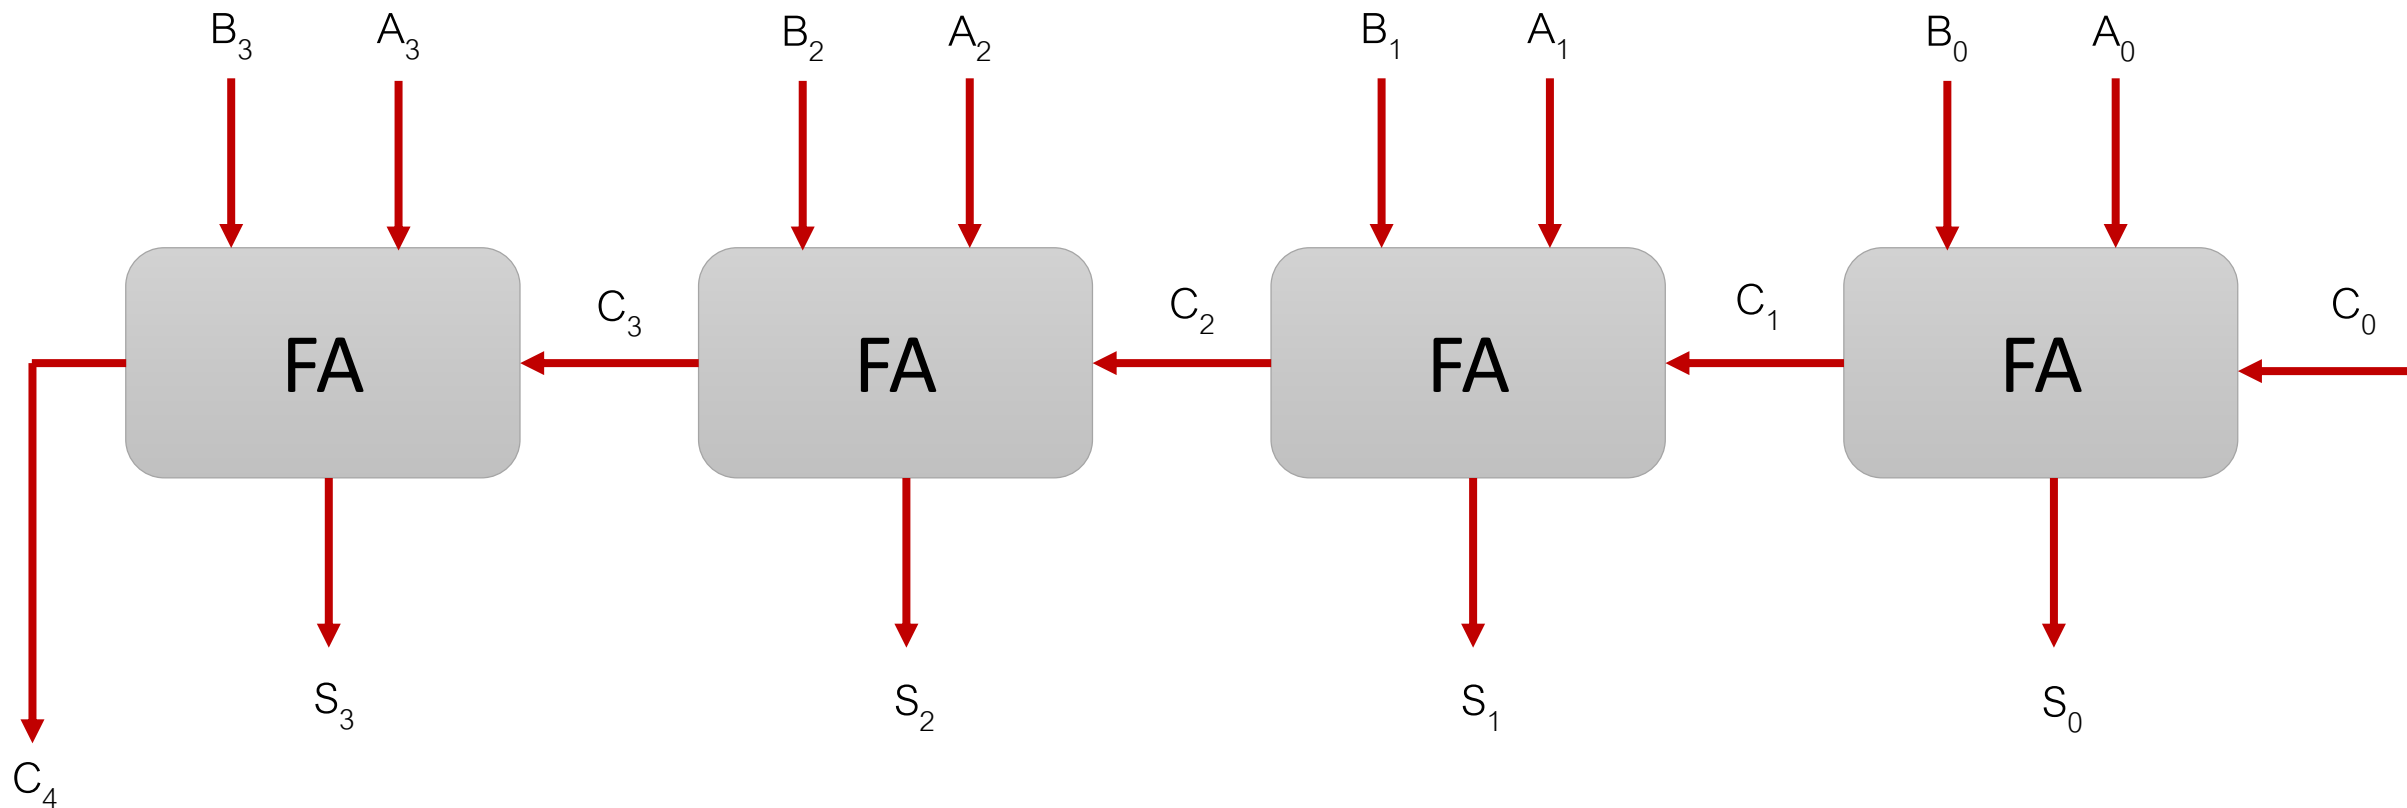 B₃ A₃ B₂ A₂ B₁ A₁ B₀ A₀
C₃ C₂ C₁ C₀
FA FA FA FA
S₃ S₂ S₁ S₀
C₄